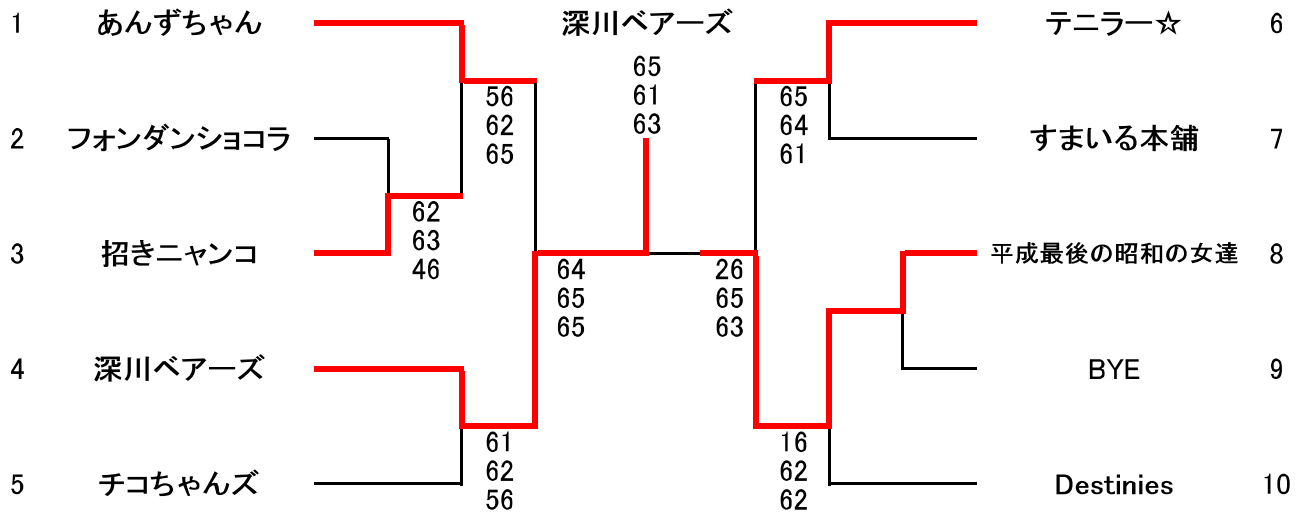 1 あんずちゃん
2 フォンダンショコラ
3 招きニャンコ
4 深川ベアーズ
5 チコちゃんズ
56
62
65
62
63
46
61
62
56
64
65
65
深川ベアーズ
65
61
63
26
65
63
65
64
61
16
62
62
テニラー☆ 6
すまいる本舗 7
平成最後の昭和の女達 8
BYE 9
Destinies 10